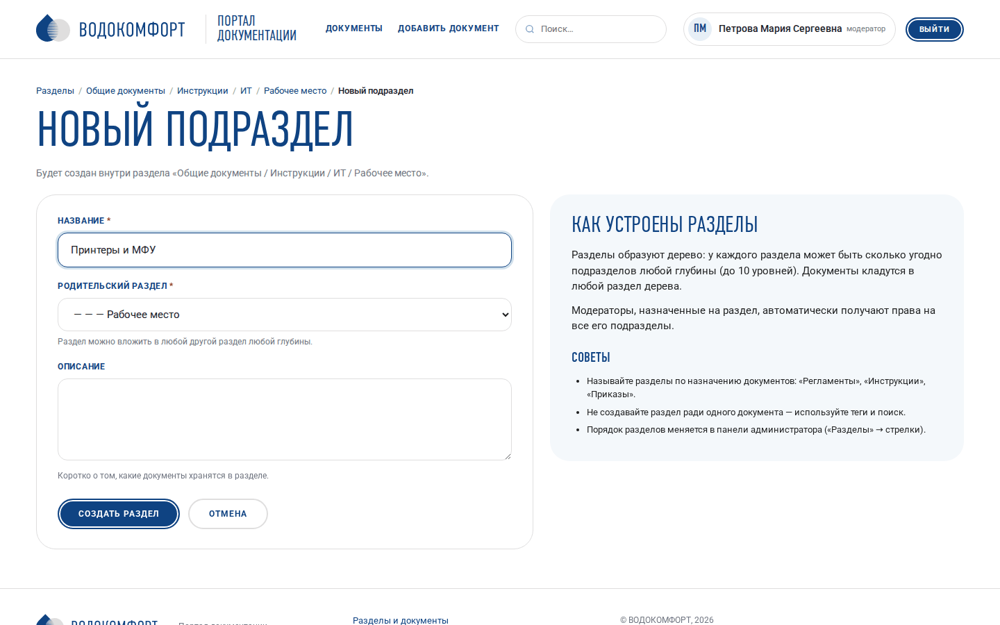 ВОДОКОМФОРТ
ПОРТАЛ
ДОКУМЕНТАЦИИ
ДОКУМЕНТЫ
ДОБАВИТЬ ДОКУМЕНТ
Поиск...
ПМ
Петрова Мария Сергеевна модератор
ВЫЙТИ
Разделы / Общие документы / Инструкции / ИТ / Рабочее место / Новый подраздел
НОВЫЙ ПОДРАЗДЕЛ
Будет создан внутри раздела «Общие документы / Инструкции / ИТ / Рабочее место».
НАЗВАНИЕ *
Принтеры и МФУ
РОДИТЕЛЬСКИЙ РАЗДЕЛ *
— — — Рабочее место
Раздел можно вложить в любой другой раздел любой глубины.
ОПИСАНИЕ
Коротко о том, какие документы хранятся в разделе.
СОЗДАТЬ РАЗДЕЛ
ОТМЕНА
КАК УСТРОЕНЫ РАЗДЕЛЫ
Разделы образуют дерево: у каждого раздела может быть сколько угодно
подразделов любой глубины (до 10 уровней). Документы кладутся в
любой раздел дерева.
Модераторы, назначенные на раздел, автоматически получают права на
все его подразделы.
СОВЕТЫ
• Называйте разделы по назначению документов: «Регламенты», «Инструкции»,
«Приказы».
• Не создавайте раздел ради одного документа — используйте теги и поиск.
• Порядок разделов меняется в панели администратора («Разделы» → стрелки).
ВОДОКОМФОРТ
Портал документации
Разделы и документы
© ВОДОКОМФОРТ, 2026